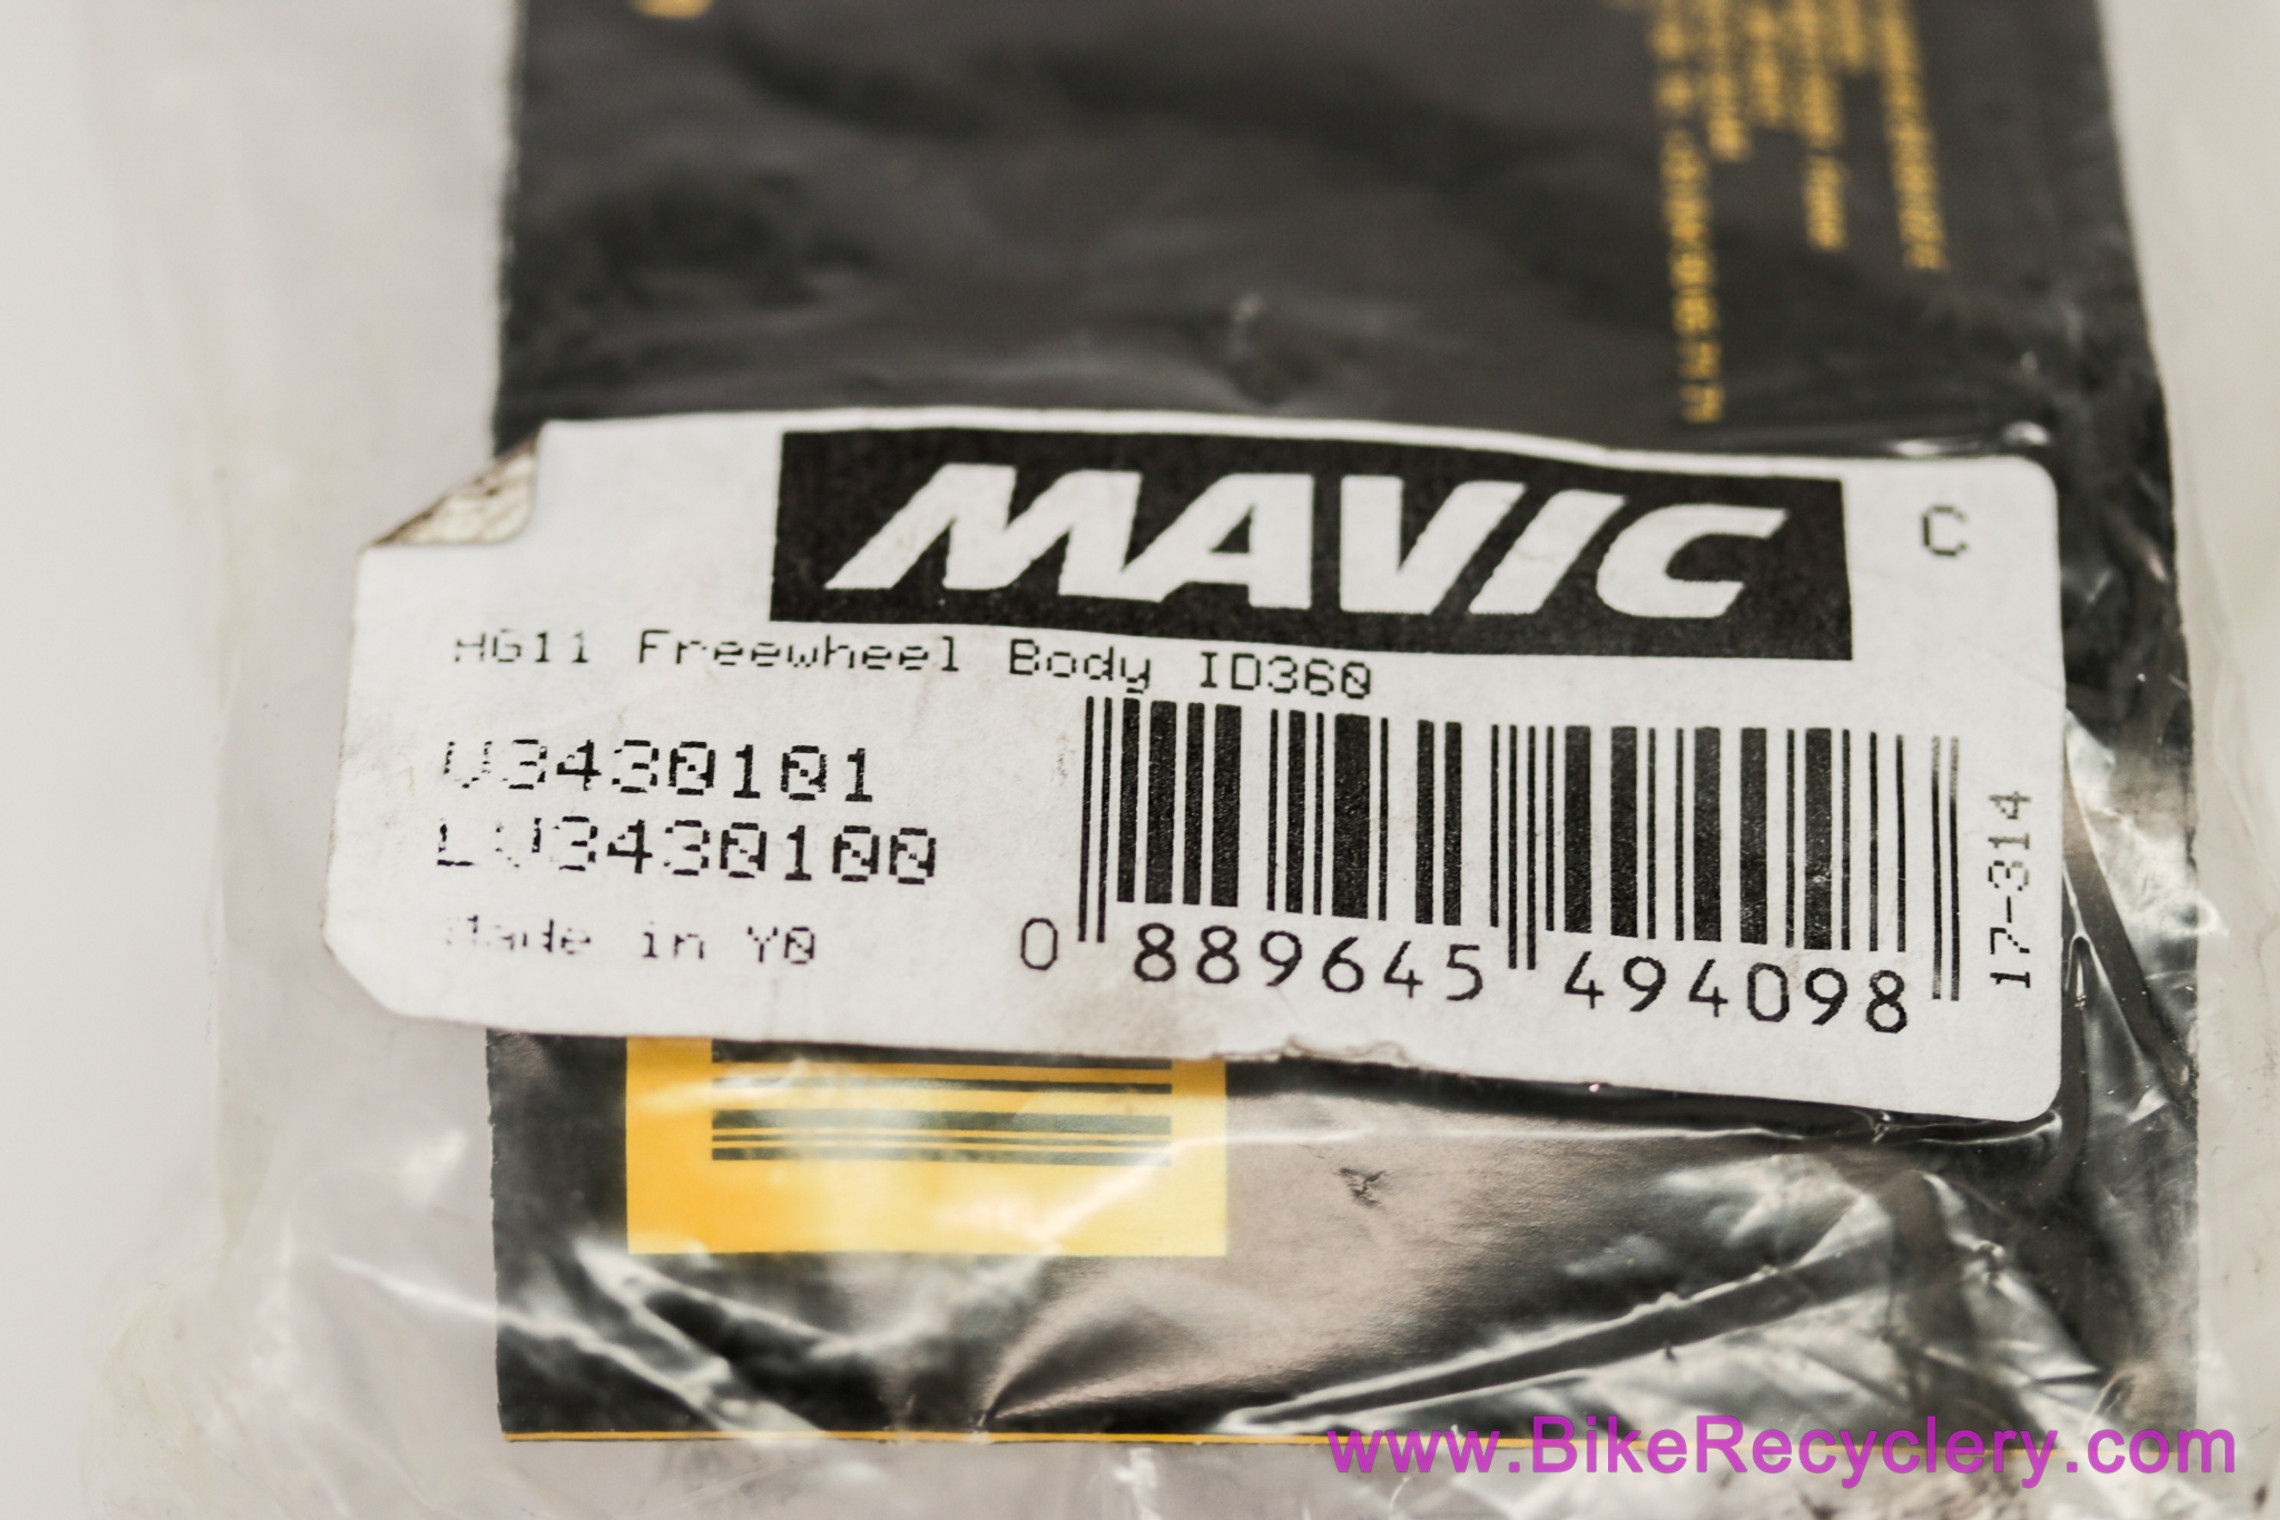 MAVIC
C
HG11 Freewheel Body ID360
V3430101
LV3430100
Made in Y0
0 889645 494098
17-314
www.BikeRecyclery.com